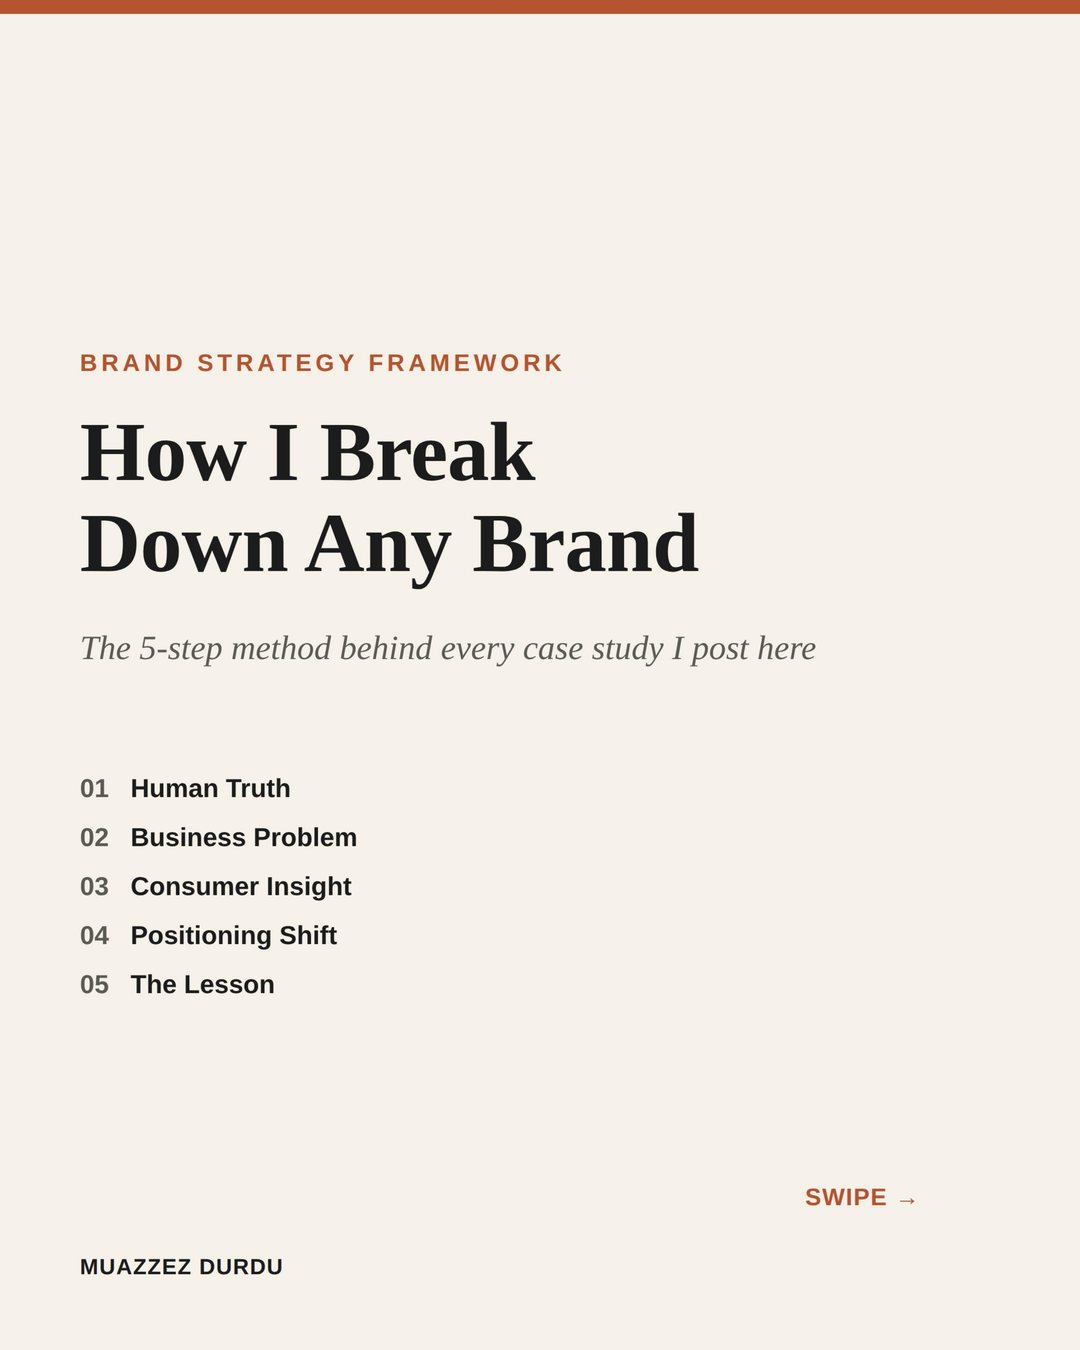 BRAND STRATEGY FRAMEWORK
How I Break
Down Any Brand
The 5-step method behind every case study I post here
01 Human Truth
02 Business Problem
03 Consumer Insight
04 Positioning Shift
05 The Lesson
SWIPE →
MUAZZEZ DURDU